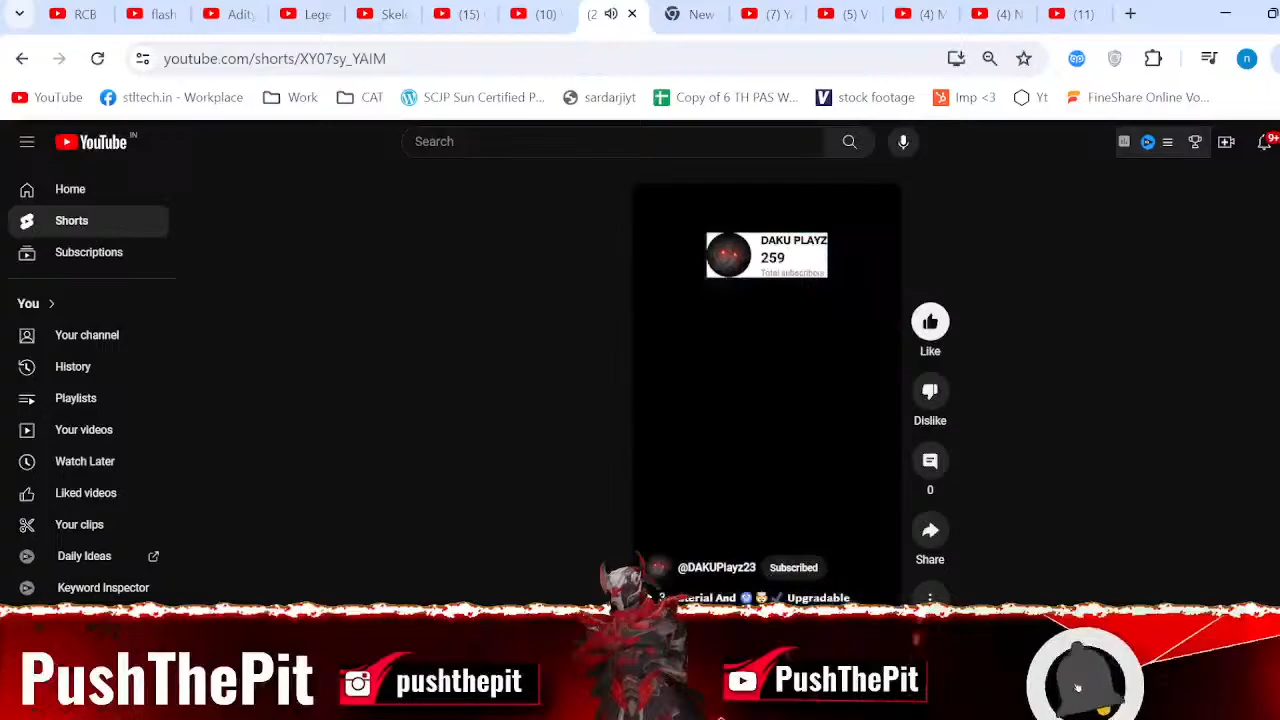 RCB
flash
Adity
Lege
Skele
(15)
(10)
(2
New
(7) Y
(5) V
(4) M
(4) N
(11)
youtube.com/shorts/XY07sy_YAIM
YouTube
stltech.in - Workplace
Work
CAT
SCJP Sun Certified P...
sardarjiyt
Copy of 6 TH PAS W...
stock footage
Imp <3
Yt
FineShare Online Vo...
YouTube IN
Search
9+
Home
Shorts
Subscriptions
You
Your channel
History
Playlists
Your videos
Watch Later
Liked videos
Your clips
Daily Ideas
Keyword Inspector
DAKU PLAYZ
259
Total subscribour
Like
Dislike
0
Share
@DAKUPlayz23 Subscribed
And Upgradable
PushThePit
pushthepit
PushThePit